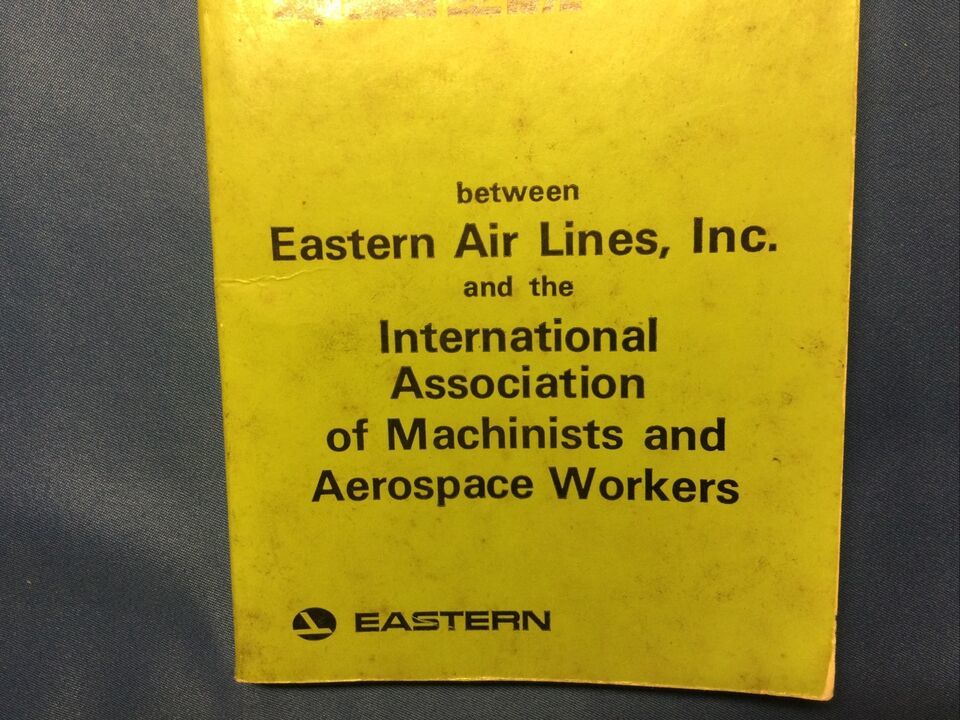 between
Eastern Air Lines, Inc.
and the
International
Association
of Machinists and
Aerospace Workers
EASTERN